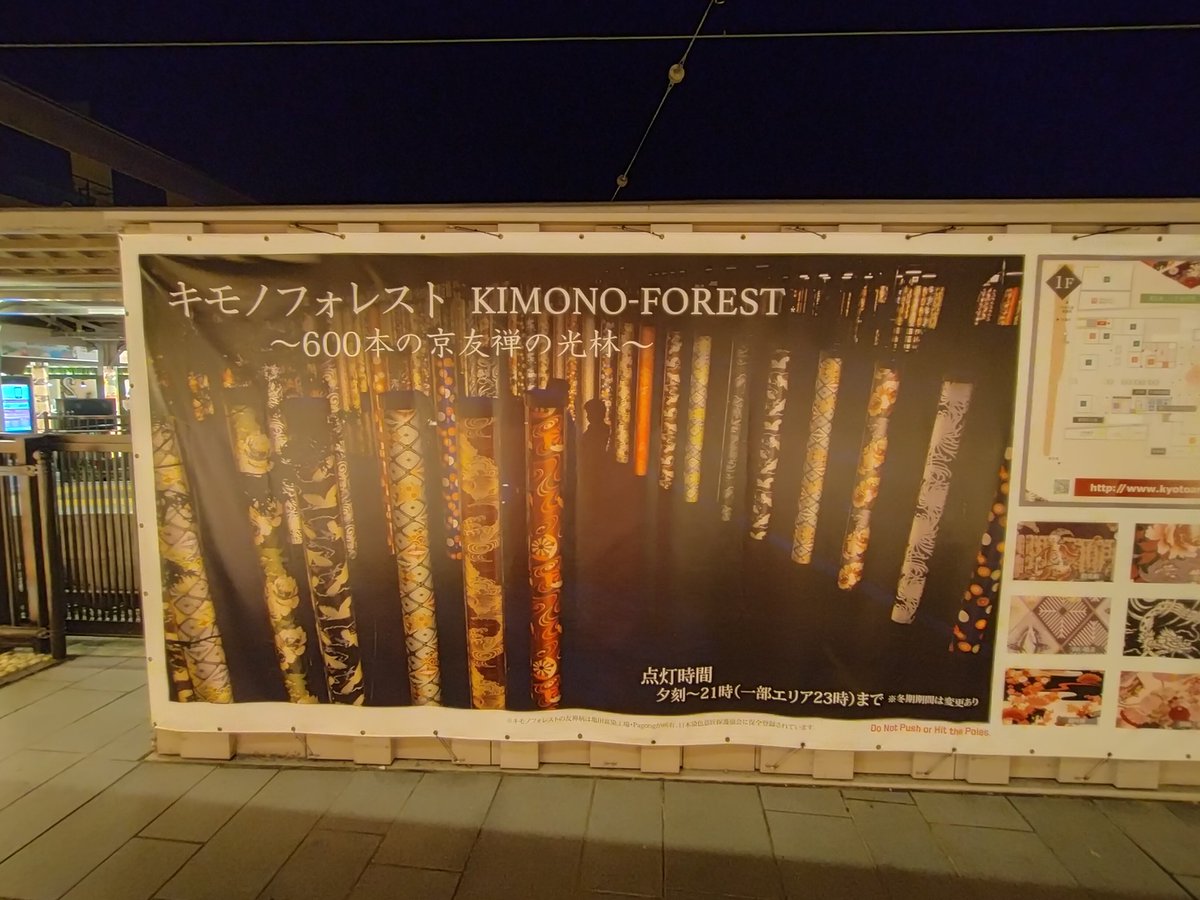 キモノフォレスト KIMONO-FOREST
～600本の京友禅の光林～
点灯時間
夕刻～21時（一部エリア23時）まで ※冬期期間は変更あり
Do Not Push or Hit the Poles.
1F
http://www.kyotos